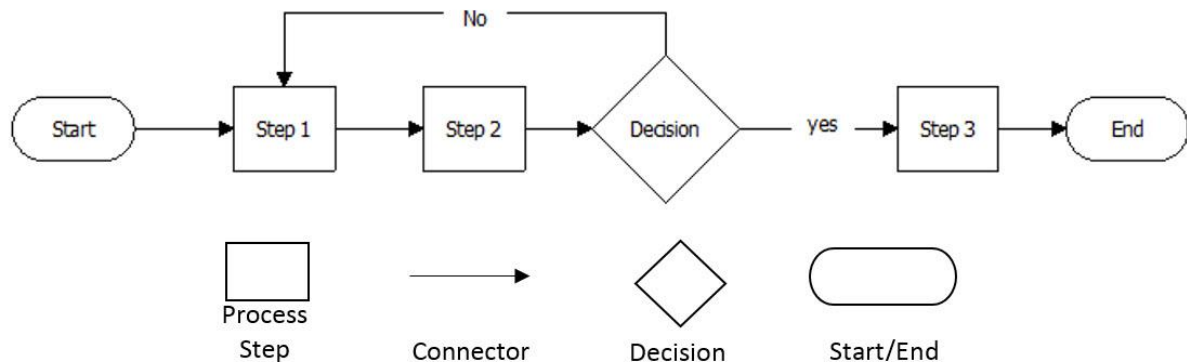 No
Start
Step 1
Step 2
Decision
yes
Step 3
End
Process
Step
Connector
Decision
Start/End